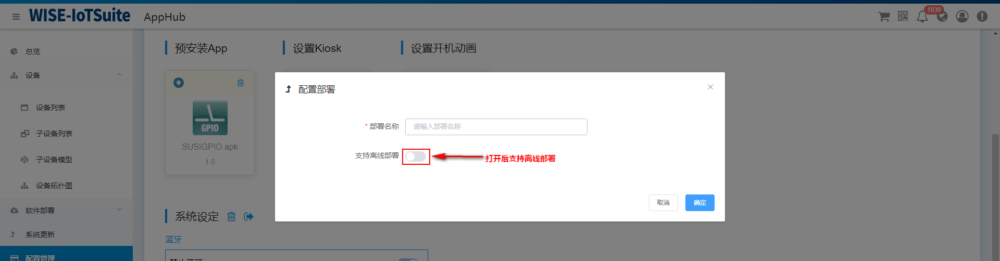 WISE-IoTSuite AppHub
1939
总览
设备
设备列表
子设备列表
子设备模型
设备拓扑图
软件部署
系统更新
配置管理
预安装App
设置Kiosk
设置开机动画
GPIO
SUSIGPIO.apk
1.0
系统设定
蓝牙
禁止蓝牙
配置部署
* 部署名称
请输入部署名称
支持离线部署
打开后支持离线部署
取消
确定